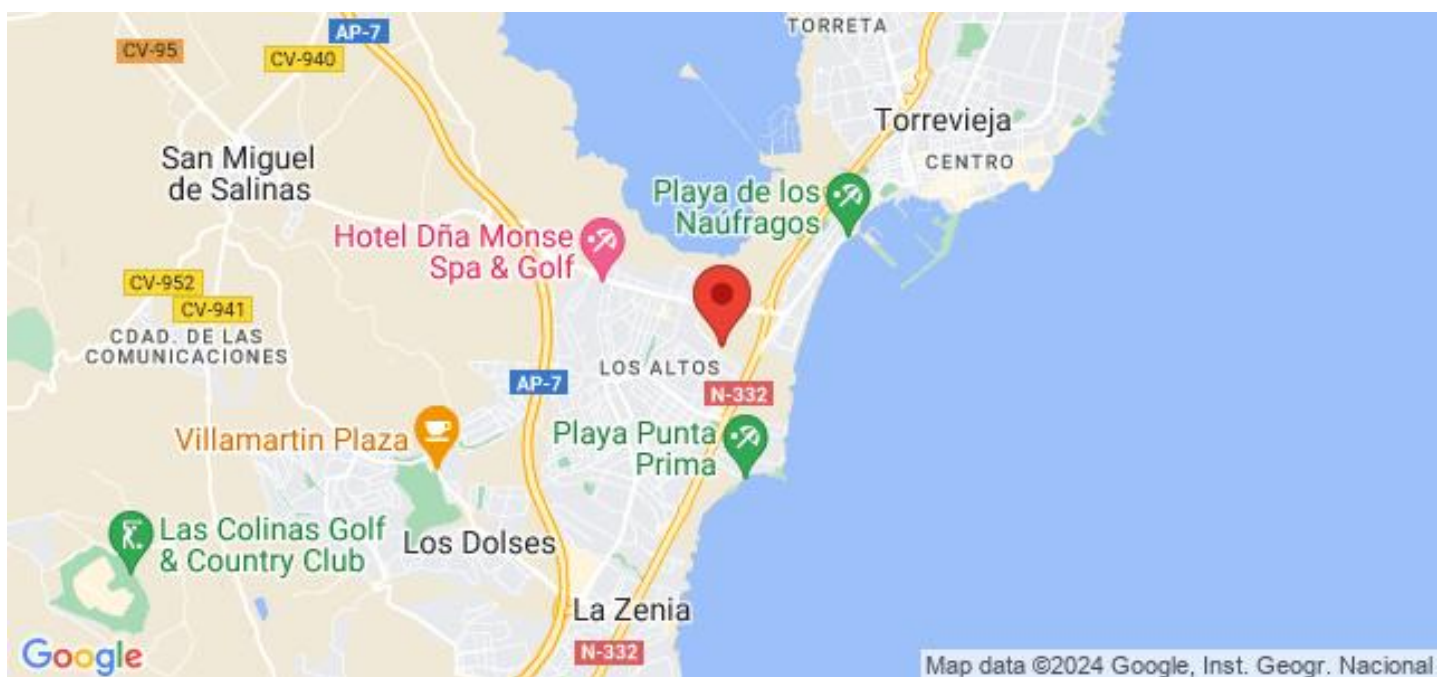 TORRETA
AP-7
CV-95
CV-940
Torrevieja
CENTRO
San Miguel
de Salinas
Playa de los
Naúfragos
Hotel Dña Monse
Spa & Golf
CV-952
CV-941
CDAD. DE LAS
COMUNICACIONES
LOS ALTOS
AP-7
N-332
Villamartin Plaza
Playa Punta
Prima
Las Colinas Golf
& Country Club
Los Dolses
La Zenia
N-332
Google
Map data ©2024 Google, Inst. Geogr. Nacional